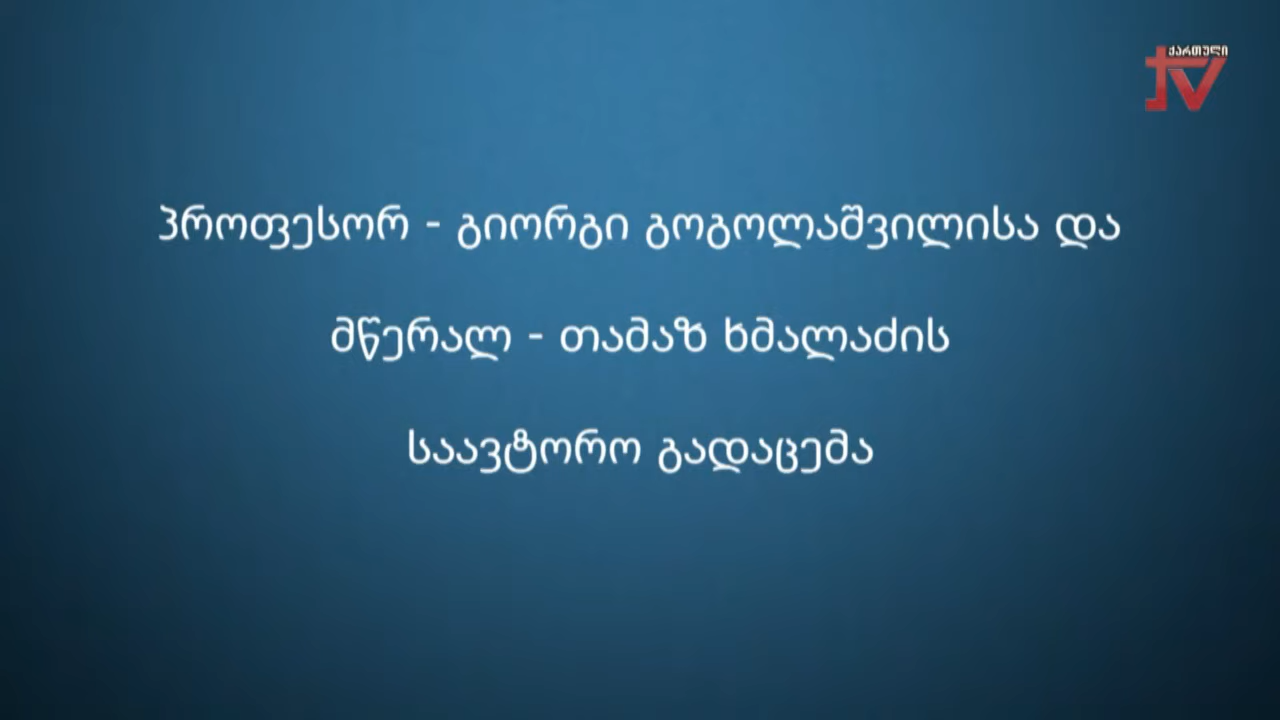 ქართული
TV
პროფესორ - გიორგი გოგოლაშვილისა და
მწერალ - თამაზ ხმალაძის
საავტორო გადაცემა